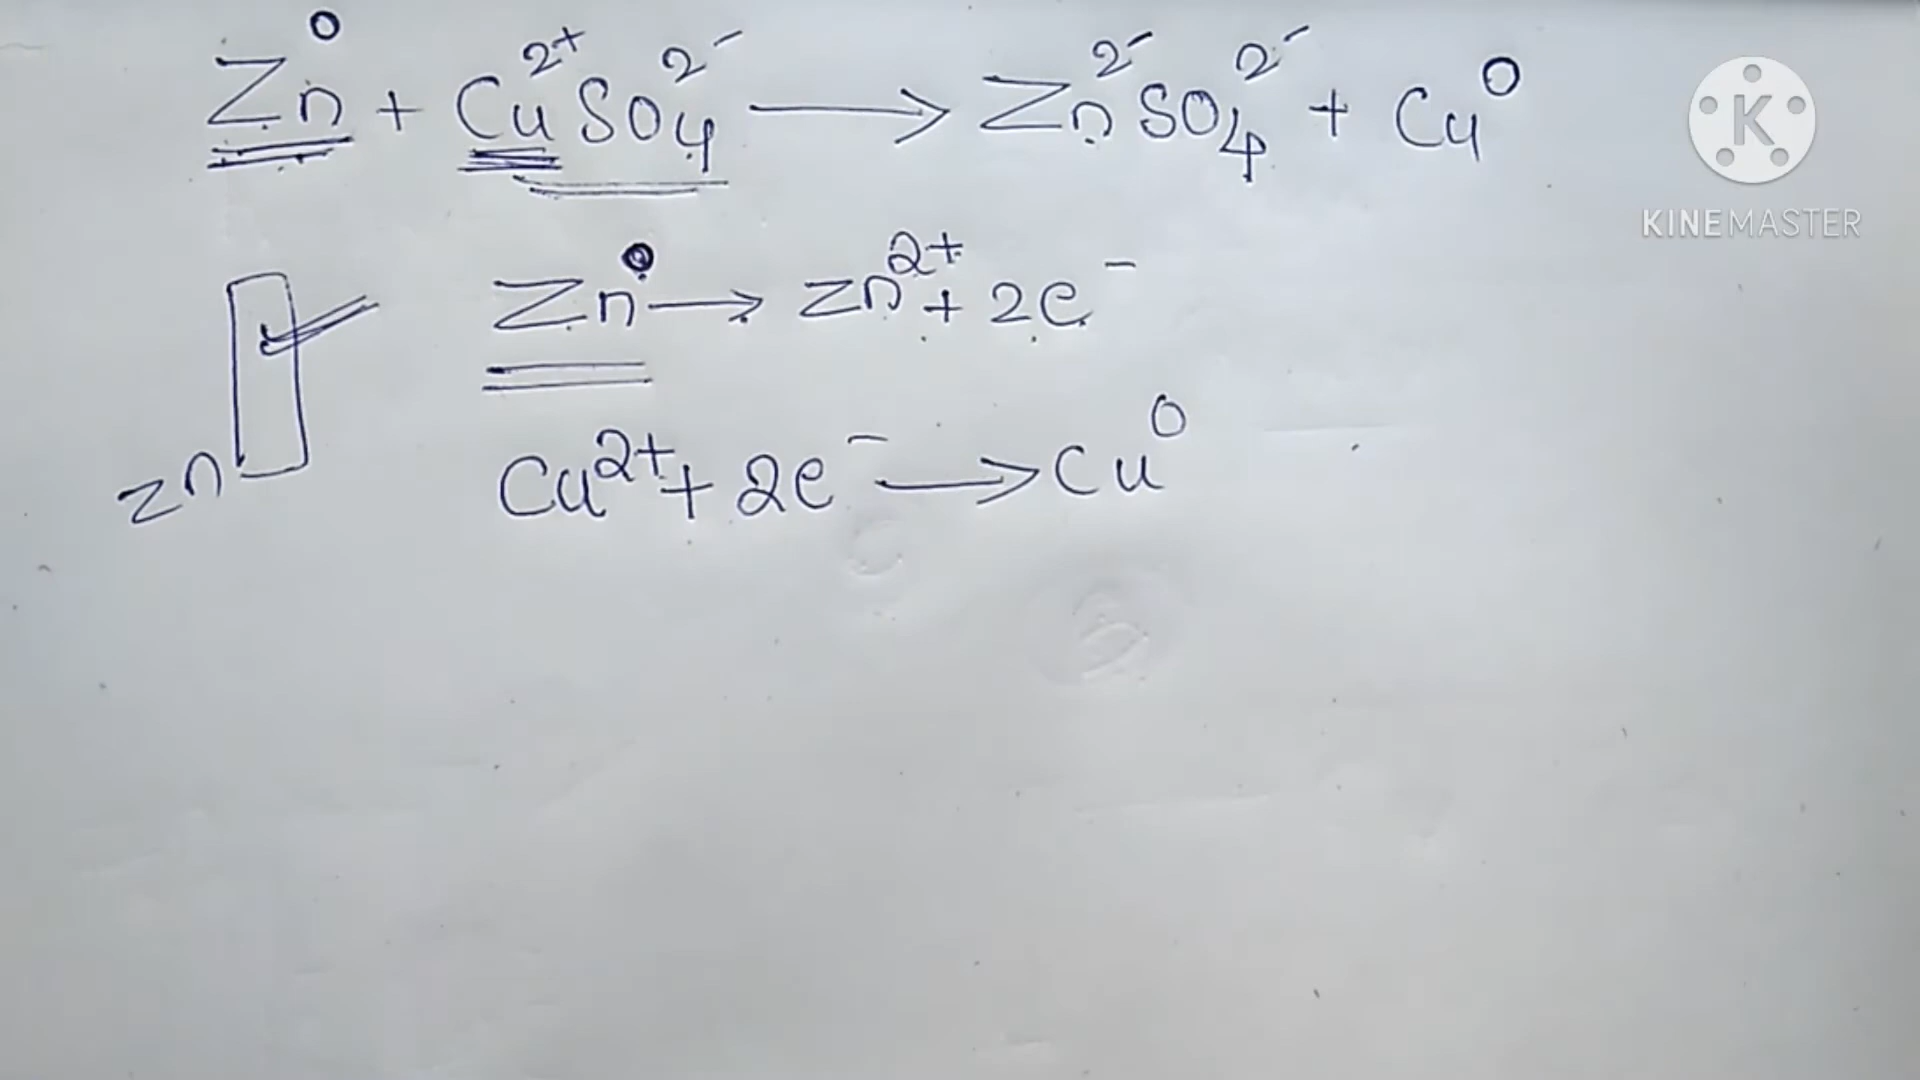 Zn⁰ + Cu²⁺SO₄²⁻ → Zn²⁻SO₄²⁻ + Cu⁰
K
KINEMASTER
Zn⁰ → Zn²⁺ + 2e⁻
Cu²⁺ + 2e⁻ → Cu⁰
Zn